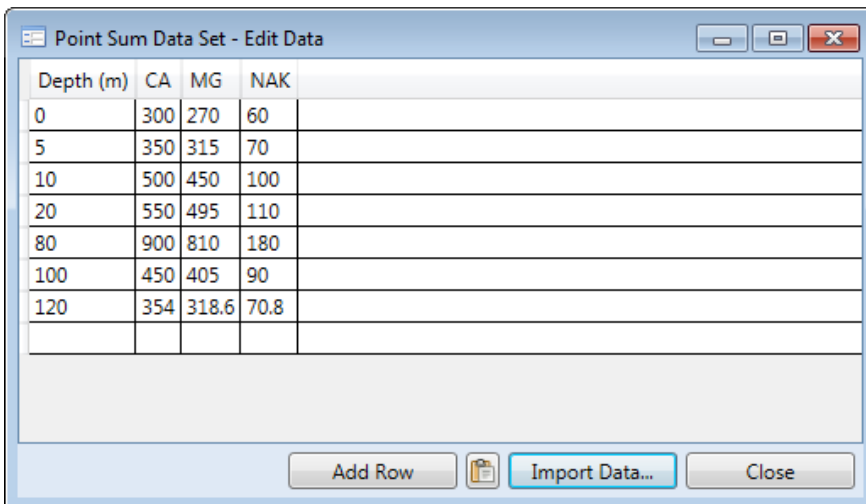 Point Sum Data Set - Edit Data
Depth (m) CA MG NAK
0 300 270 60
5 350 315 70
10 500 450 100
20 550 495 110
80 900 810 180
100 450 405 90
120 354 318.6 70.8
Add Row Import Data... Close